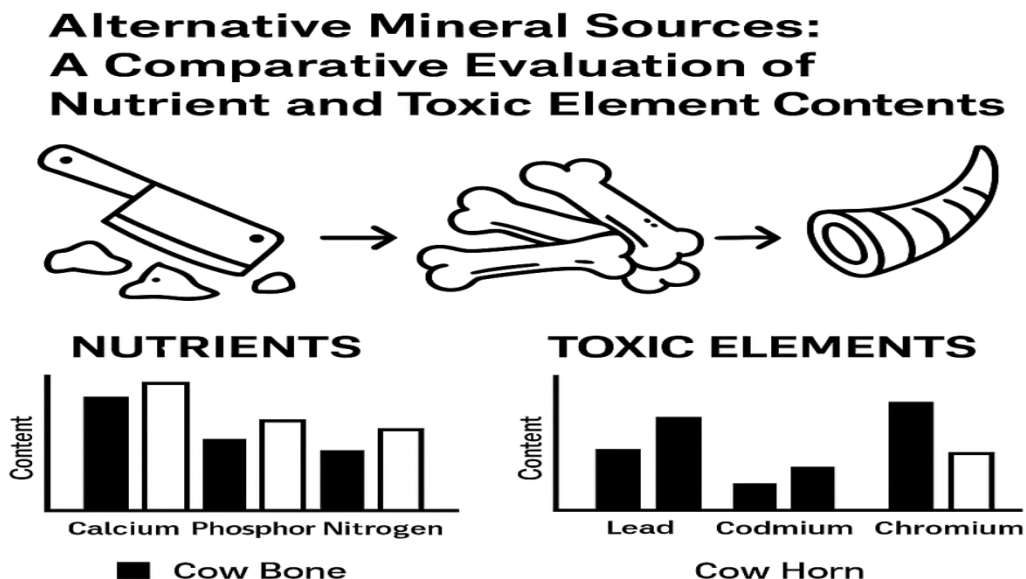 Alternative Mineral Sources:
A Comparative Evaluation of
Nutrient and Toxic Element Contents
NUTRIENTS
Content
Calcium Phosphor Nitrogen
Cow Bone
TOXIC ELEMENTS
Content
Lead Codmium Chromium
Cow Horn